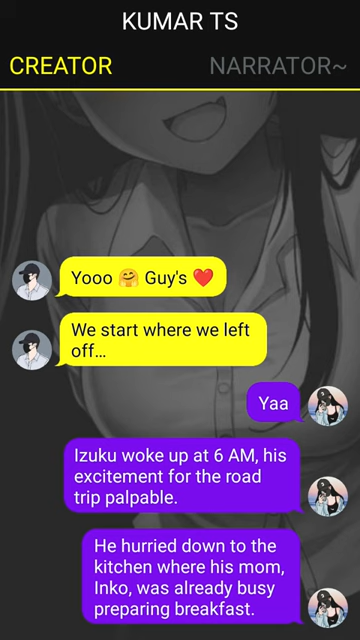 KUMAR TS
CREATOR NARRATOR~
Yooo 🤗 Guy's ❤️
We start where we left
off...
Yaa
Izuku woke up at 6 AM, his
excitement for the road
trip palpable.
He hurried down to the
kitchen where his mom,
Inko, was already busy
preparing breakfast.